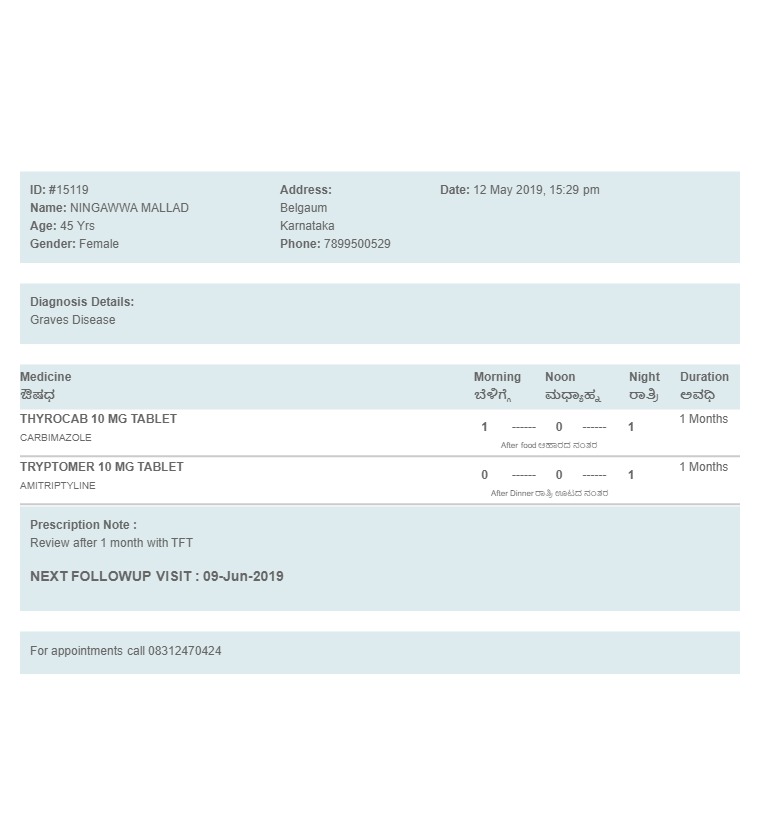 ID: #15119
Name: NINGAWWA MALLAD
Age: 45 Yrs
Gender: Female
Address:
Belgaum
Karnataka
Phone: 7899500529
Date: 12 May 2019, 15:29 pm
Diagnosis Details:
Graves Disease
Medicine Morning Noon Night Duration
ಔಷಧ ಬೆಳಿಗ್ಗೆ ಮಧ್ಯಾಹ್ನ ರಾತ್ರಿ ಅವಧಿ
THYROCAB 10 MG TABLET 1 ------ 0 ------ 1 1 Months
CARBIMAZOLE
After food ಆಹಾರದ ನಂತರ
TRYPTOMER 10 MG TABLET 0 ------ 0 ------ 1 1 Months
AMITRIPTYLINE
After Dinner ರಾತ್ರಿ ಊಟದ ನಂತರ
Prescription Note :
Review after 1 month with TFT
NEXT FOLLOWUP VISIT : 09-Jun-2019
For appointments call 08312470424